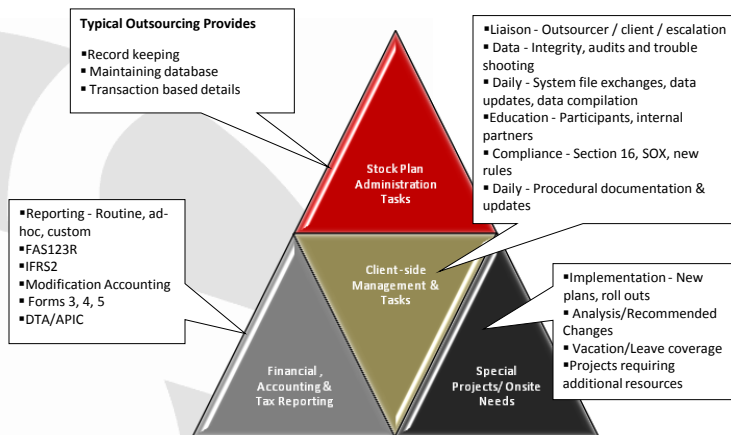 Typical Outsourcing Provides
▪Record keeping
▪ Maintaining database
▪ Transaction based details
▪Liaison - Outsourcer / client / escalation
▪ Data - Integrity, audits and trouble
shooting
▪ Daily - System file exchanges, data
updates, data compilation
▪Education - Participants, internal
partners
▪ Compliance - Section 16, SOX, new
rules
▪ Daily - Procedural documentation &
updates
Stock Plan
Administration
Tasks
▪Reporting - Routine, ad-
hoc, custom
▪FAS123R
▪IFRS2
▪Modification Accounting
▪ Forms 3, 4, 5
▪DTA/APIC
Client-side
Management &
Tasks
▪Implementation - New
plans, roll outs
▪ Analysis/Recommended
Changes
▪ Vacation/Leave coverage
▪Projects requiring
additional resources
Financial ,
Accounting &
Tax Reporting
Special
Projects/ Onsite
Needs